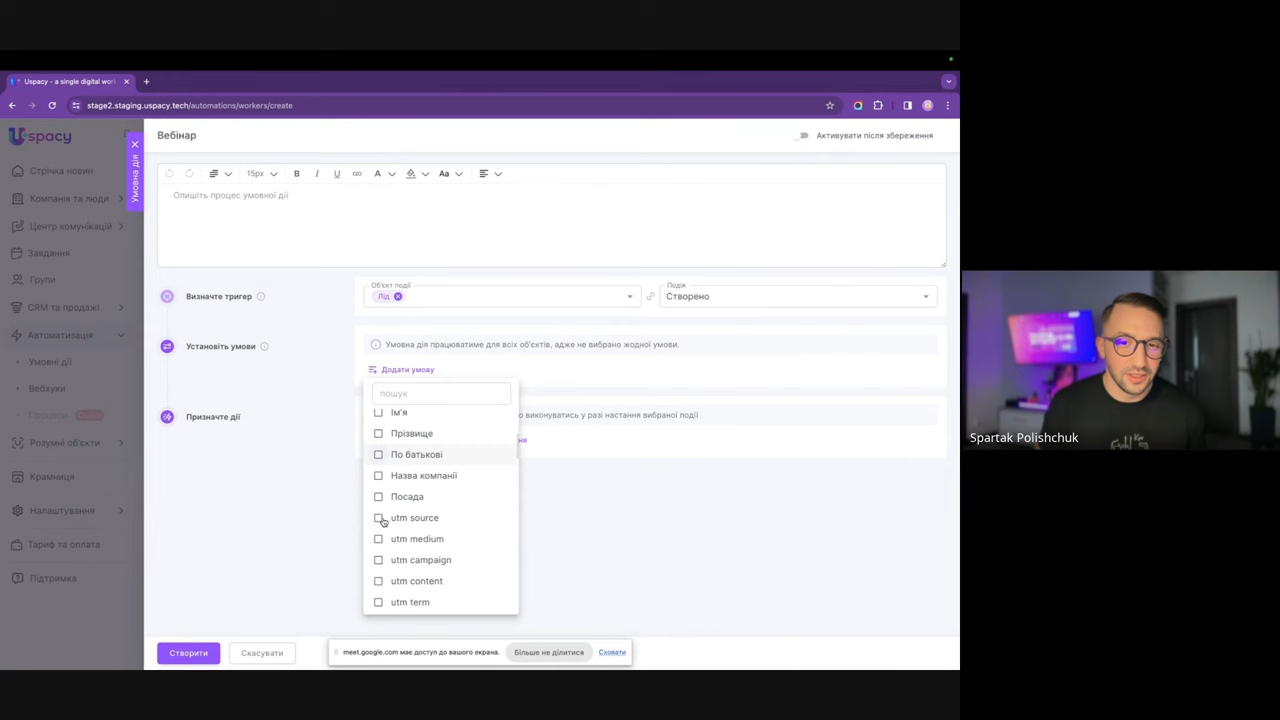 Uspacy - a single digital worl
stage2.staging.uspacy.tech/automations/workers/create
Uspacy
Стрічка новин
Компанія та люди
Центр комунікацій
Завдання
Групи
CRM та продажі
Автоматизація
Умовні дії
Вебхуки
Процеси
Розумні об'єкти
Крамниця
Налаштування
Тариф та оплата
Підтримка
Умовна дія
Вебінар
Активувати після збереження
15px
B
I
U
A
Aa
Опишіть процес умовної дії
Визначте тригер
Об'єкт події
Лід
Подія
Створено
Установіть умови
Умовна дія працюватиме для всіх об'єктів, адже не вибрано жодної умови.
Додати умову
Призначте дії
о виконуватись у разі настання вибраної події
ня
пошук
Ім'я
Прізвище
По батькові
Назва компанії
Посада
utm source
utm medium
utm campaign
utm content
utm term
Створити
Скасувати
meet.google.com має доступ до вашого екрана.
Більше не ділитися
Сховати
Spartak Polishchuk